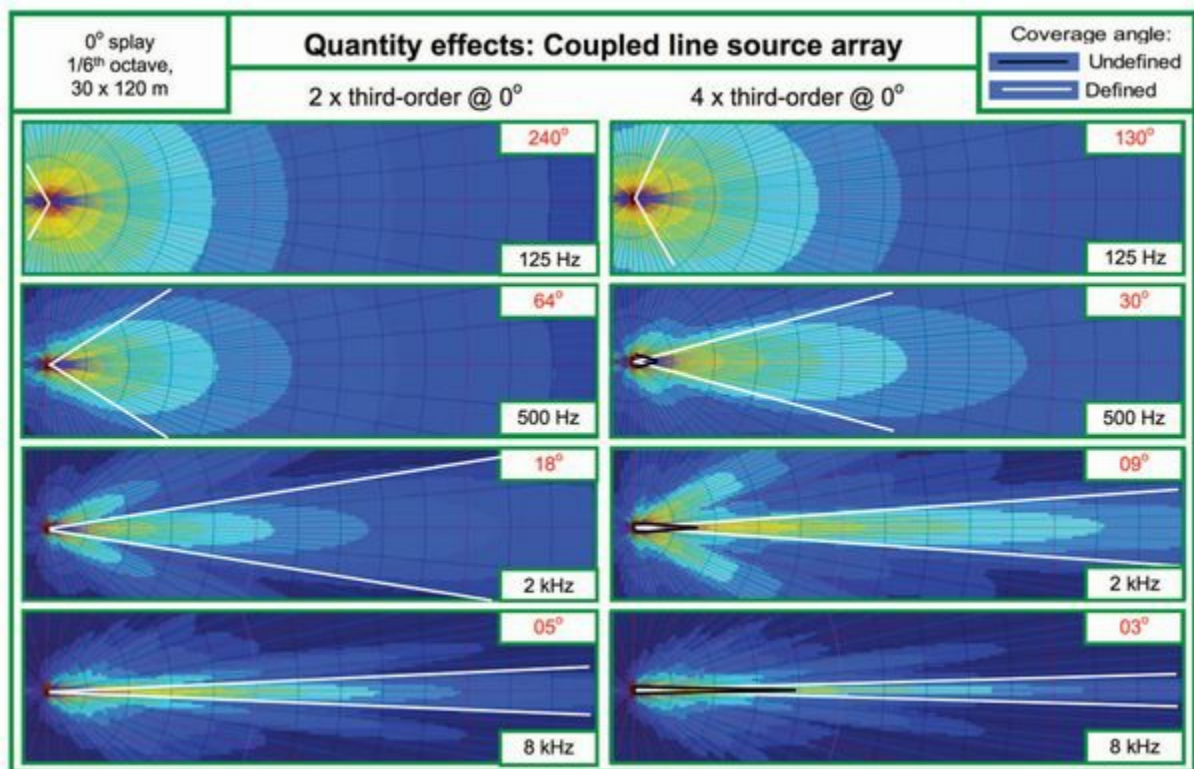 0° splay
1/6th octave,
30 x 120 m
Quantity effects: Coupled line source array
2 x third-order @ 0°
4 x third-order @ 0°
Coverage angle:
Undefined
Defined
240°
125 Hz
130°
125 Hz
64°
500 Hz
30°
500 Hz
18°
2 kHz
09°
2 kHz
05°
8 kHz
03°
8 kHz